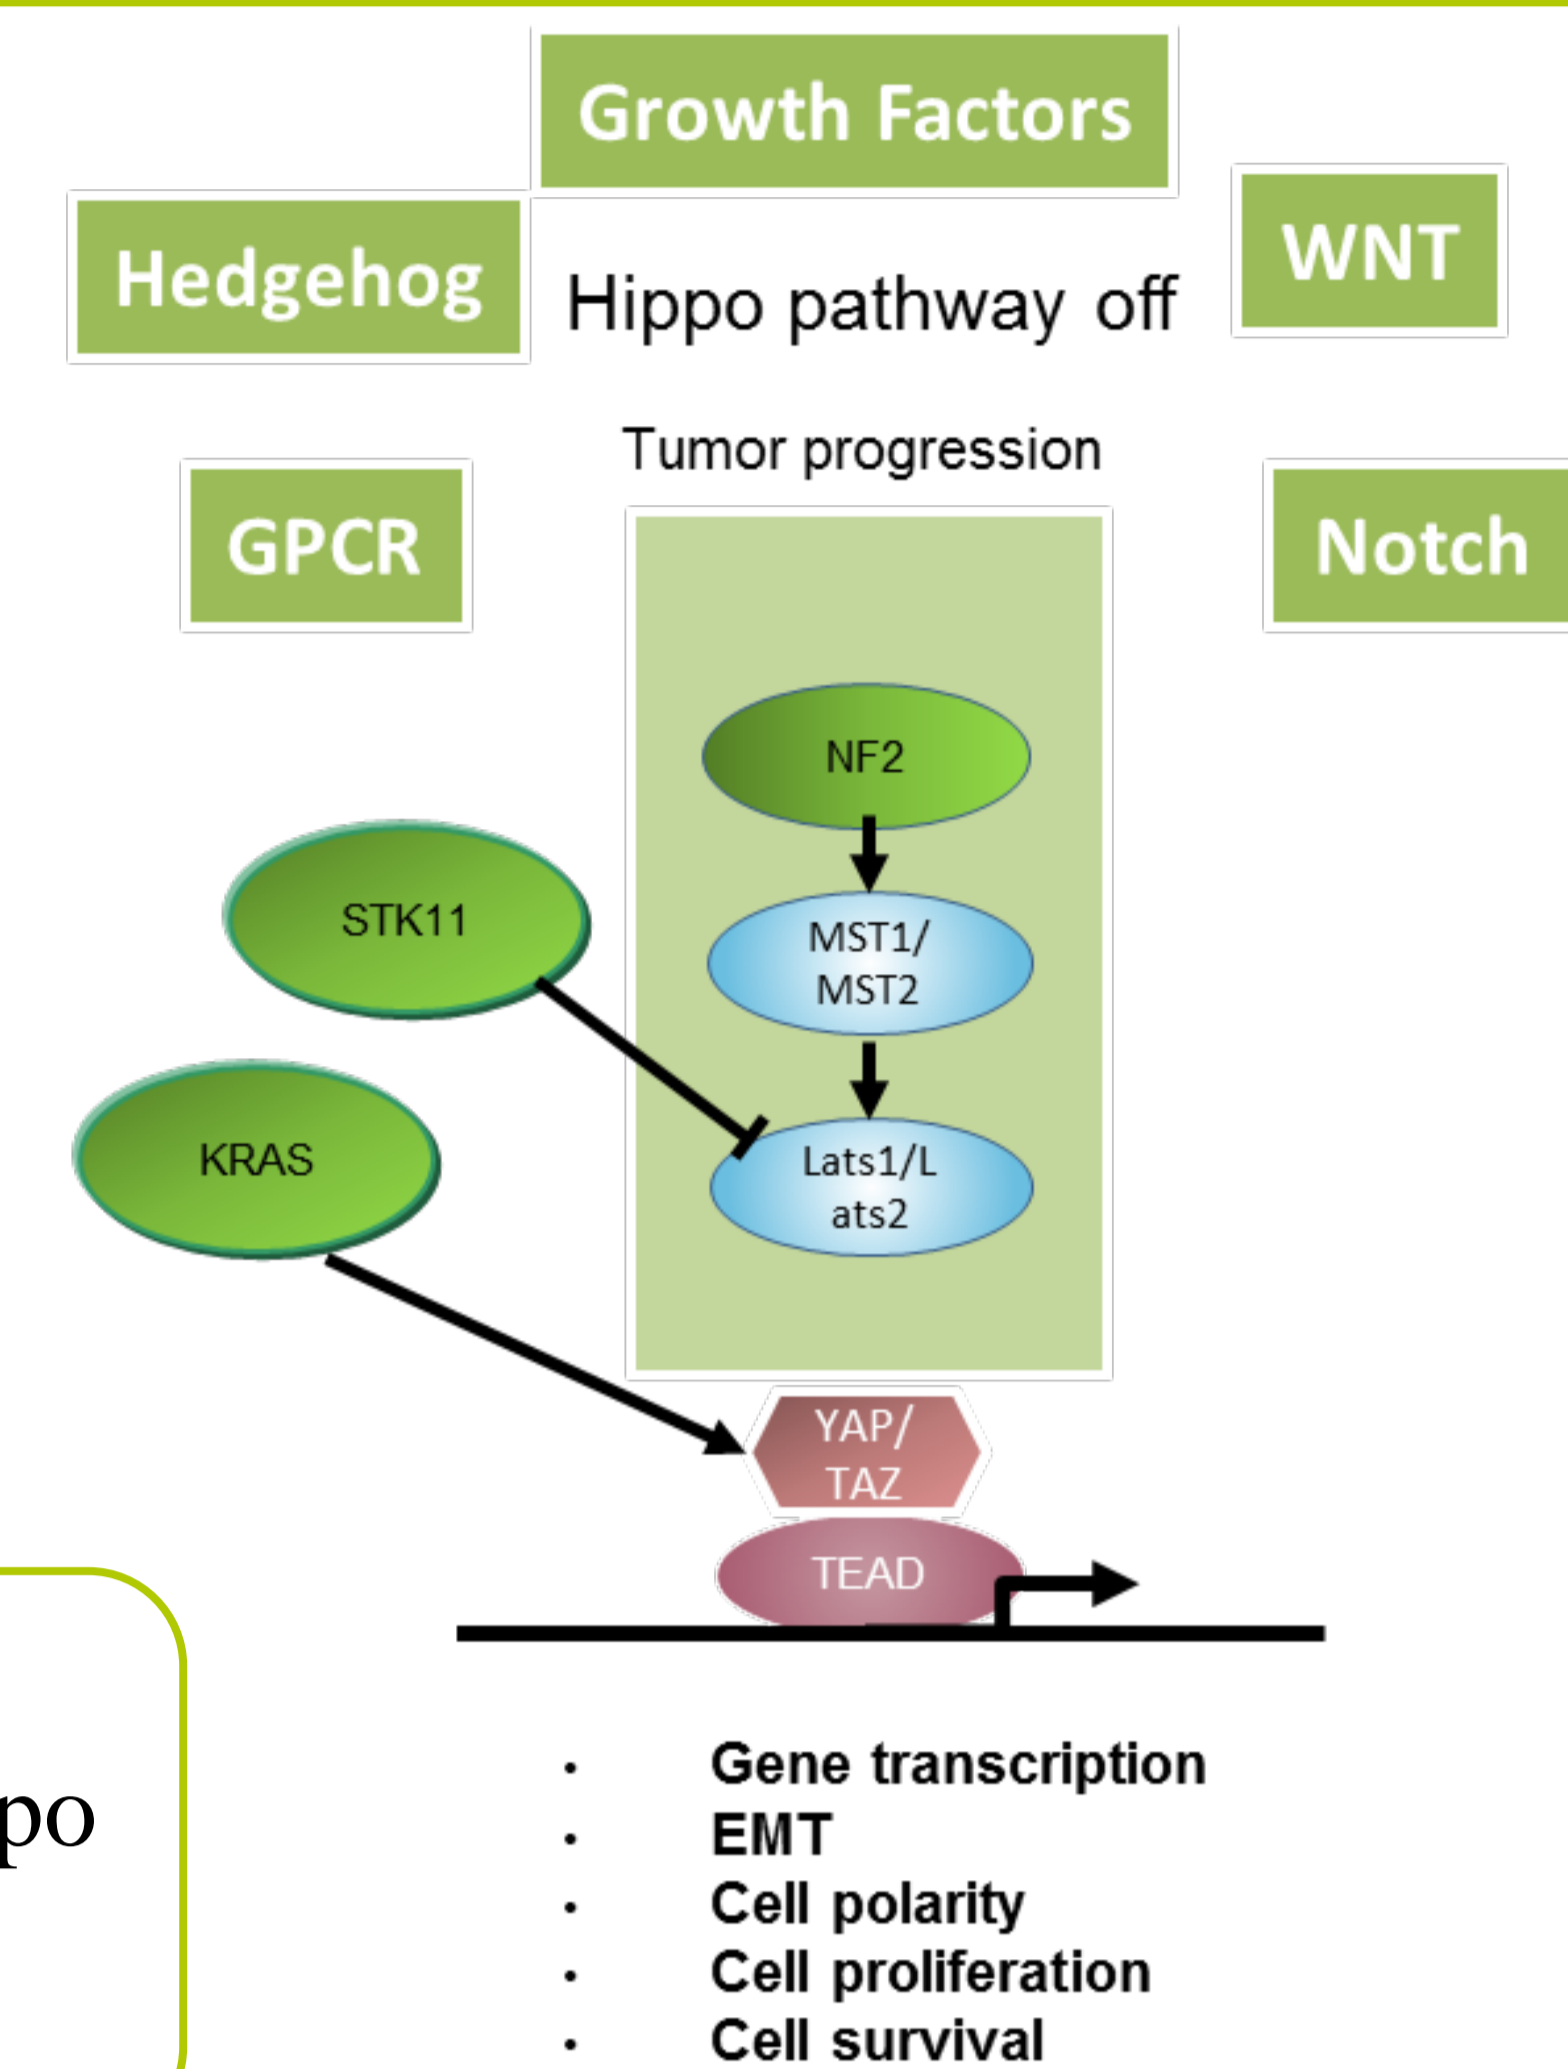 Growth Factors
Hedgehog
WNT
Hippo pathway off
Tumor progression
GPCR
Notch
NF2
STK11
MST1/
MST2
KRAS
Lats1/L
ats2
YAP/
TAZ
TEAD
po
• Gene transcription
• EMT
• Cell polarity
• Cell proliferation
• Cell survival